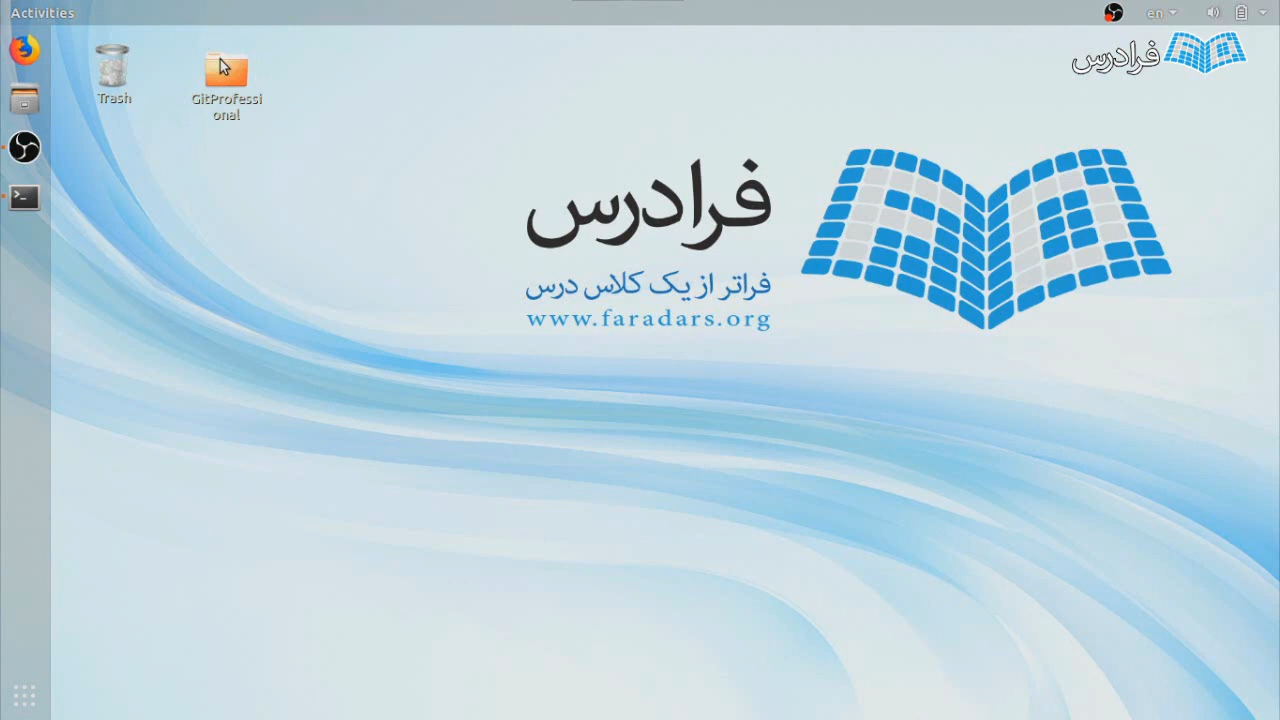 Activities
en
فرادرس
Trash
GitProfessi
onal
فرادرس
فراتر از یک کلاس درس
www.faradars.org